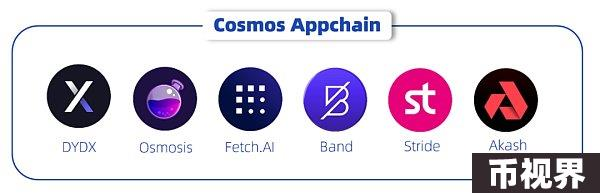 Cosmos Appchain
st
DYDX Osmosis Fetch.AI Band Stride Akash
币视界